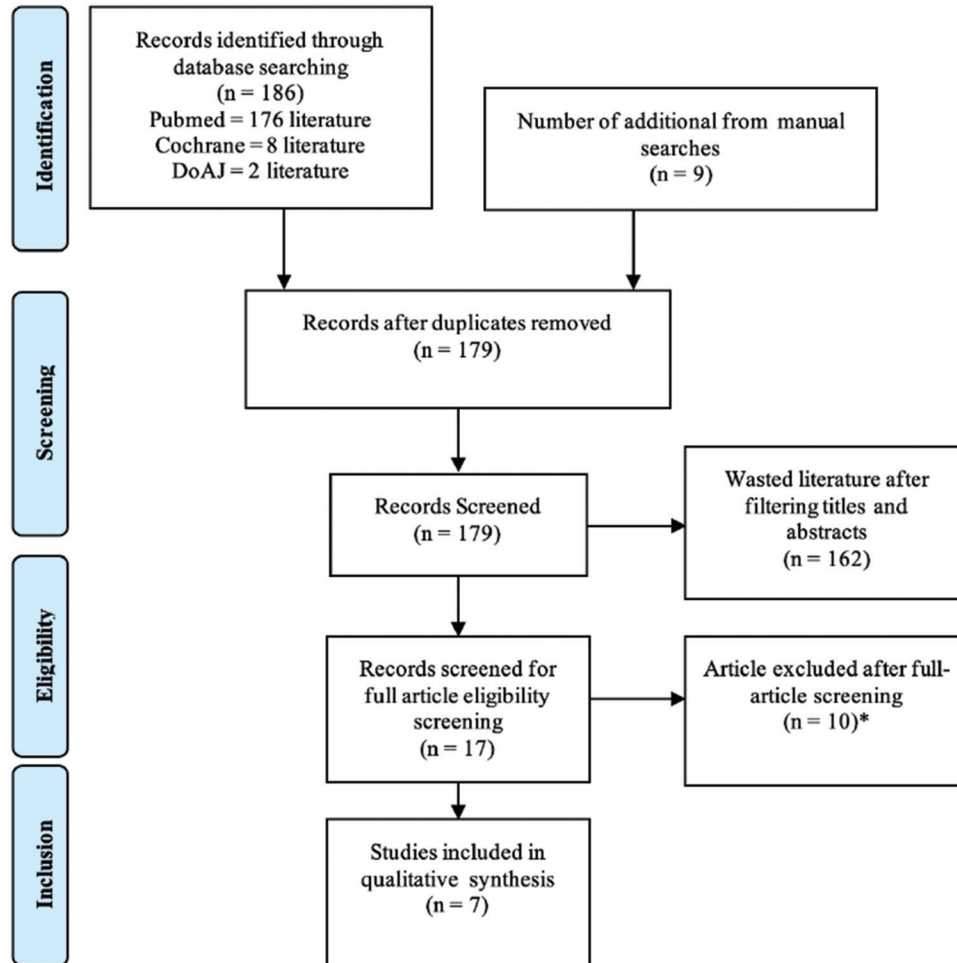 Identification
Records identified through
database searching
(n = 186)
Pubmed = 176 literature
Cochrane = 8 literature
DoAJ = 2 literature
Number of additional from manual
searches
(n = 9)
Screening
Records after duplicates removed
(n = 179)
Records Screened
(n = 179)
Wasted literature after
filtering titles and
abstracts
(n = 162)
Eligibility
Records screened for
full article eligibility
screening
(n = 17)
Article excluded after full-
article screening
(n = 10)*
Inclusion
Studies included in
qualitative synthesis
(n = 7)